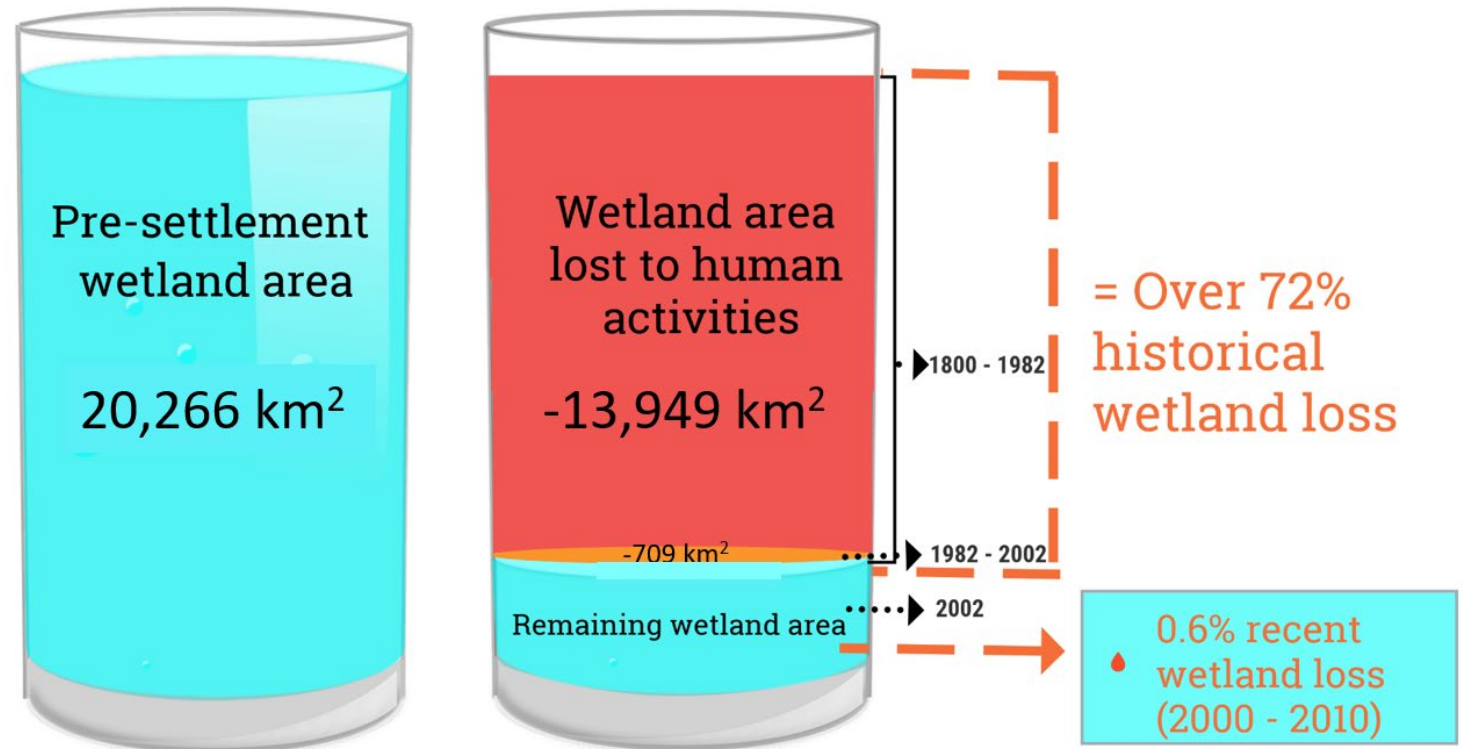 Pre-settlement
wetland area
20,266 km²
Wetland area
lost to human
activities
-13,949 km²
-709 km²
Remaining wetland area
1800 - 1982
1982 - 2002
2002
= Over 72%
historical
wetland loss
0.6% recent
wetland loss
(2000 - 2010)